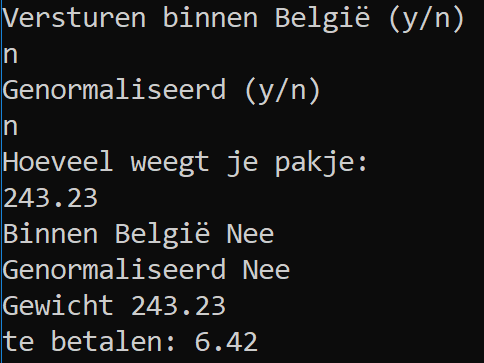 Versturen binnen België (y/n)
n
Genormaliseerd (y/n)
n
Hoeveel weegt je pakje:
243.23
Binnen België Nee
Genormaliseerd Nee
Gewicht 243.23
te betalen: 6.42